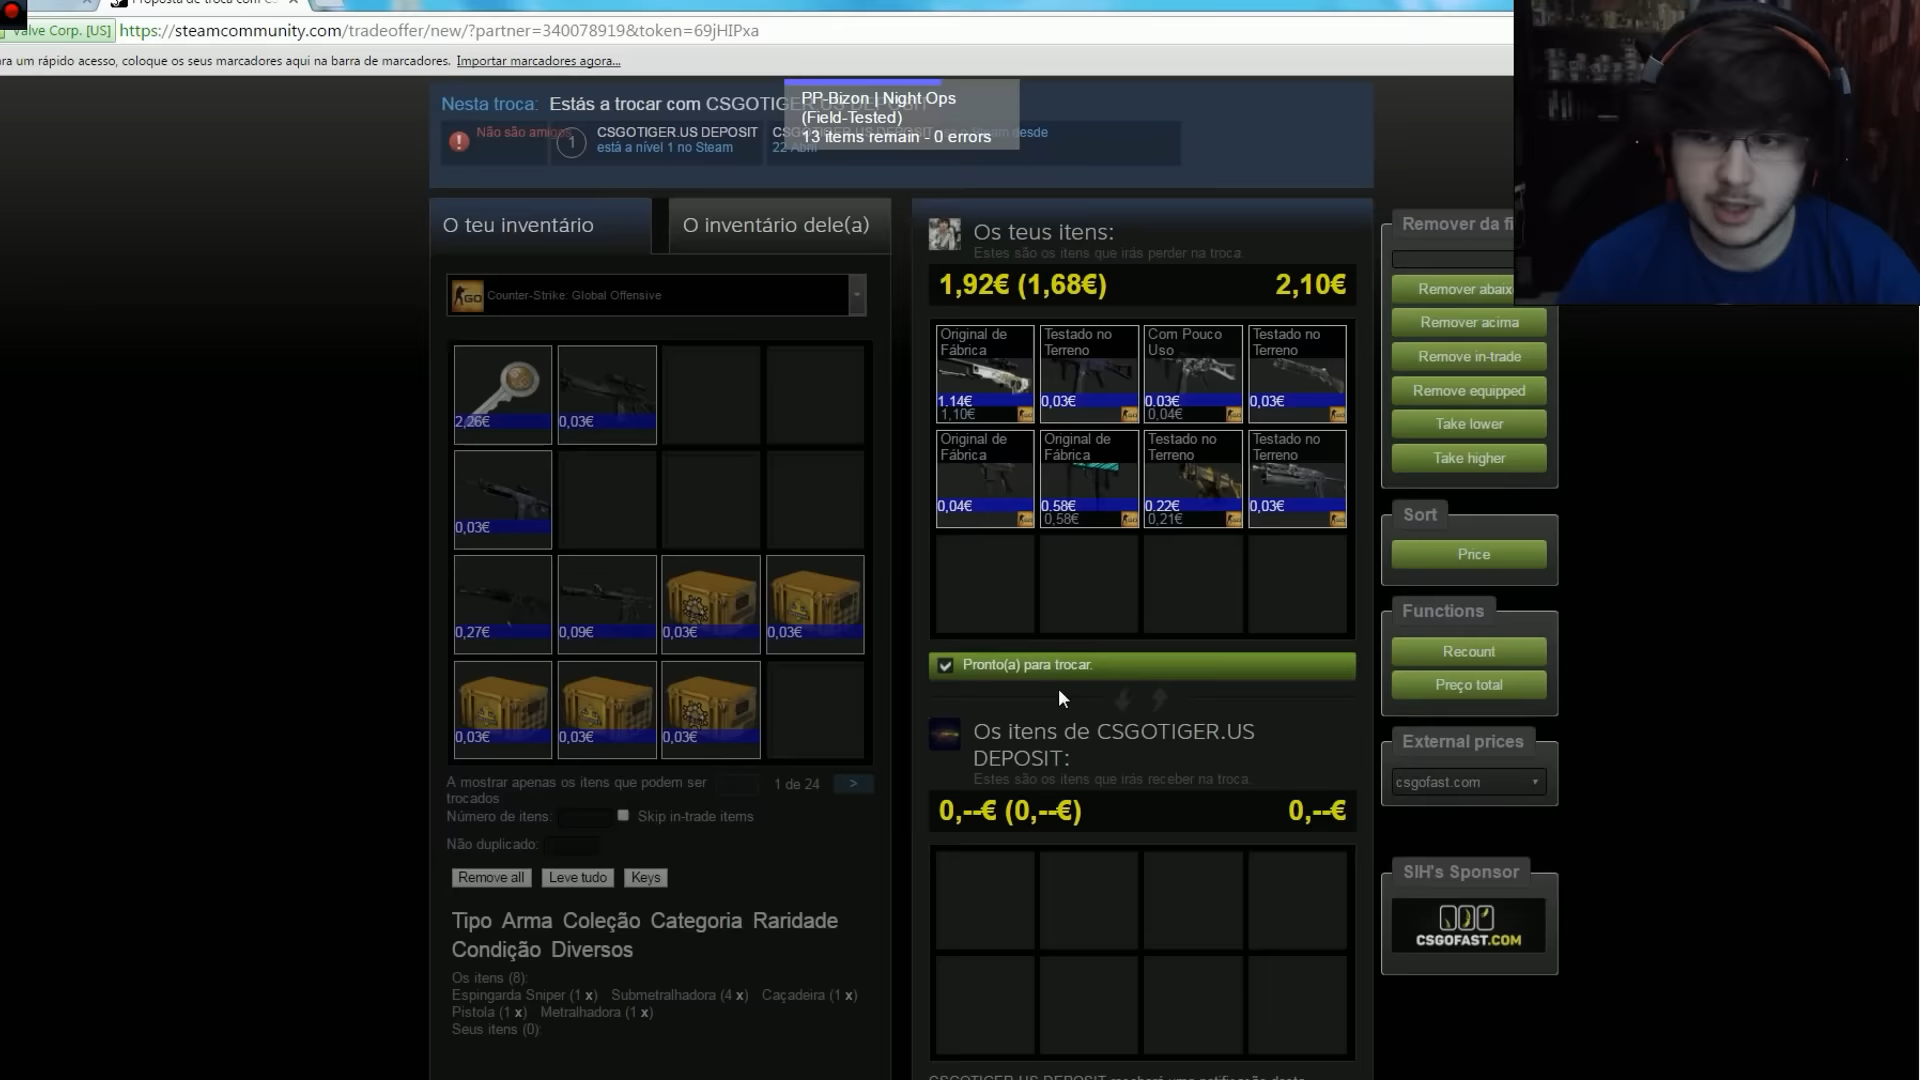 Proposta de troca com C
Valve Corp. [US] https://steamcommunity.com/tradeoffer/new/?partner=340078919&token=69jHIPxa
ra um rápido acesso, coloque os seus marcadores aqui na barra de marcadores. Importar marcadores agora...
Nesta troca: Estás a trocar com CSGOTIGER.US DEPOSIT
PP-Bizon | Night Ops
(Field-Tested)
13 items remain - 0 errors
Não são amigos
1
CSGOTIGER.US DEPOSIT
está a nível 1 no Steam
22 Abril
O teu inventário
O inventário dele(a)
Counter-Strike: Global Offensive
2,26€
0,03€
0,03€
0,27€
0,09€
0,03€
0,03€
0,03€
0,03€
0,03€
A mostrar apenas os itens que podem ser
trocados
1 de 24
>
Número de itens:
Skip in-trade items
Não duplicado:
Remove all
Leve tudo
Keys
Tipo Arma Coleção Categoria Raridade
Condição Diversos
Os itens (8):
Espingarda Sniper (1 x) Submetralhadora (4 x) Caçadeira (1 x)
Pistola (1 x) Metralhadora (1 x)
Seus itens (0):
Os teus itens:
Estes são os itens que irás perder na troca.
1,92€ (1,68€)
2,10€
Original de
Fábrica
1.14€
1,10€
Testado no
Terreno
0,03€
Com Pouco
Uso
0.03€
0,04€
Testado no
Terreno
0,03€
Original de
Fábrica
0,04€
Original de
Fábrica
0.58€
0,58€
Testado no
Terreno
0.22€
0,21€
Testado no
Terreno
0,03€
Pronto(a) para trocar.
Os itens de CSGOTIGER.US
DEPOSIT:
Estes são os itens que irás receber na troca.
0,--€ (0,--€)
0,--€
Remover da fi
Remover abaix
Remover acima
Remove in-trade
Remove equipped
Take lower
Take higher
Sort
Price
Functions
Recount
Preço total
External prices
csgofast.com
SIH's Sponsor
CSGOFAST.COM